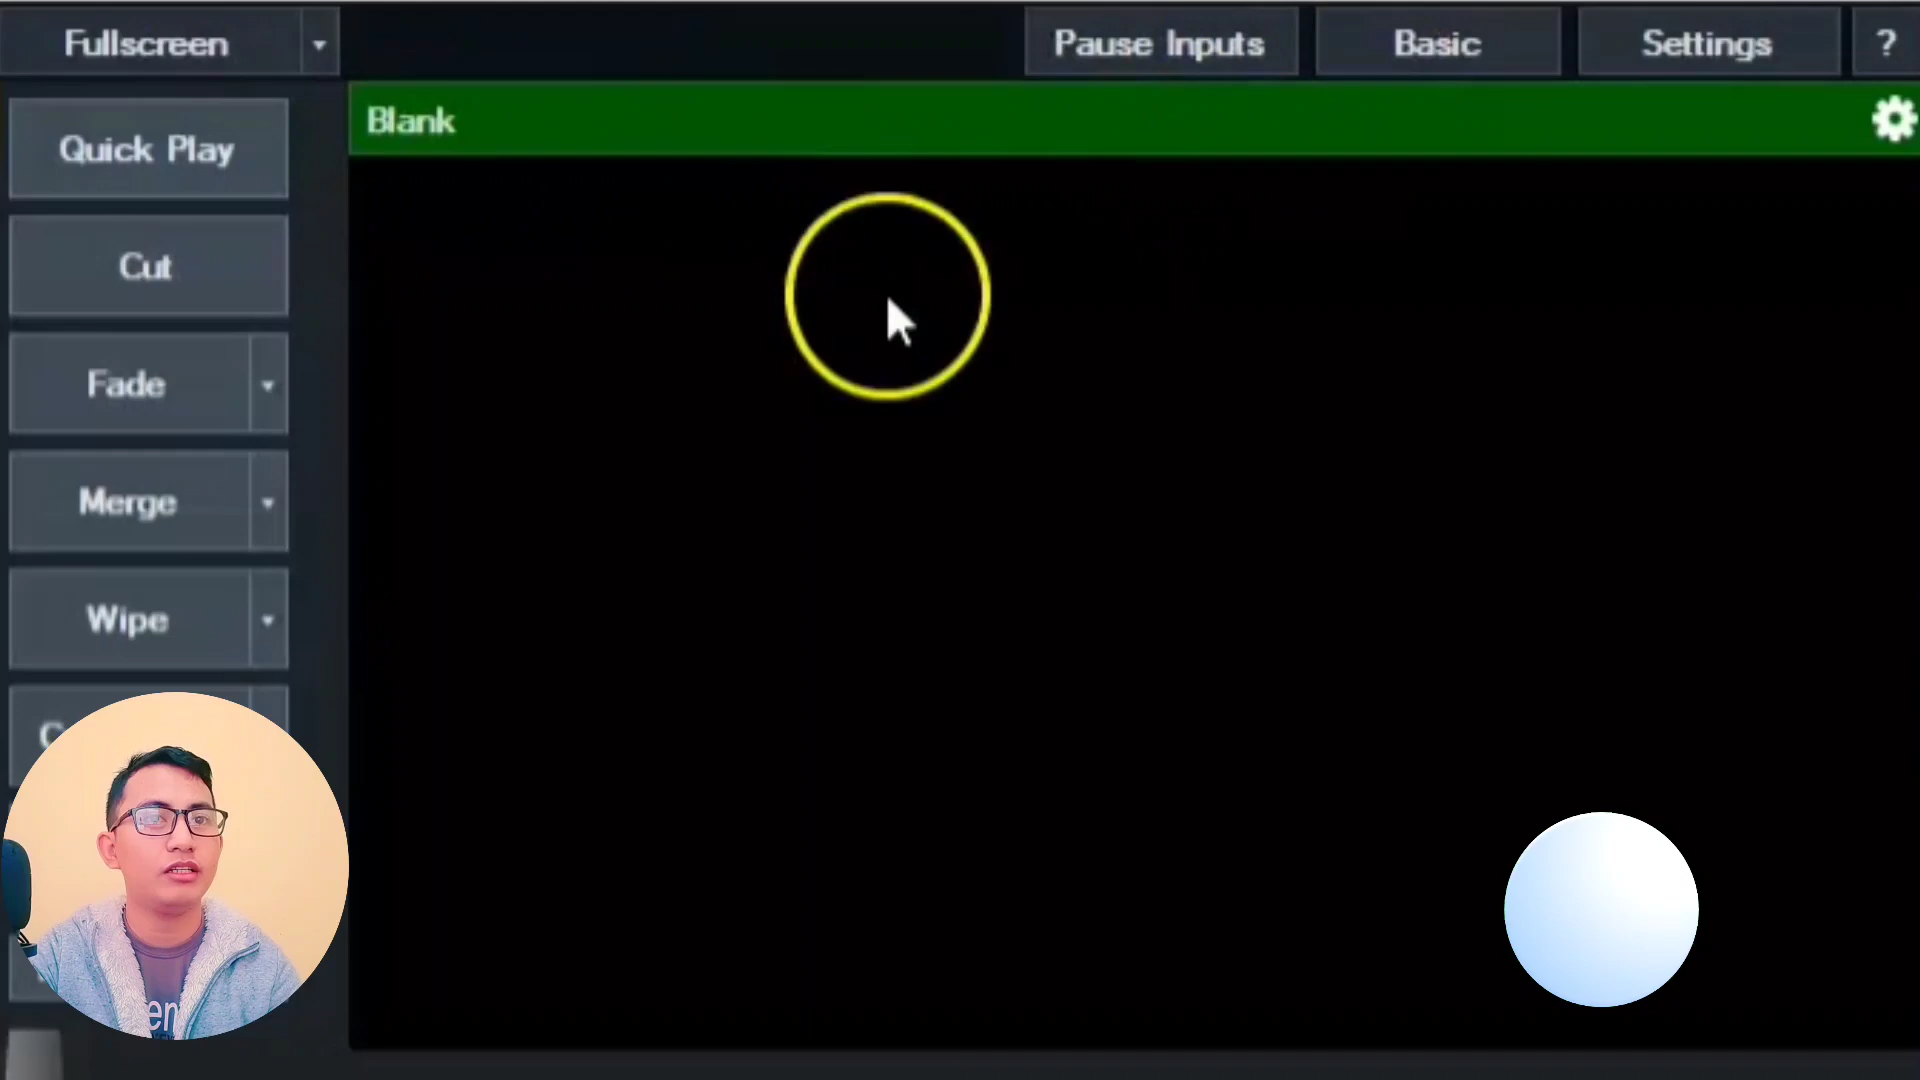 Fullscreen
Pause Inputs
Basic
Settings
?
Blank
Quick Play
Cut
Fade
Merge
Wipe